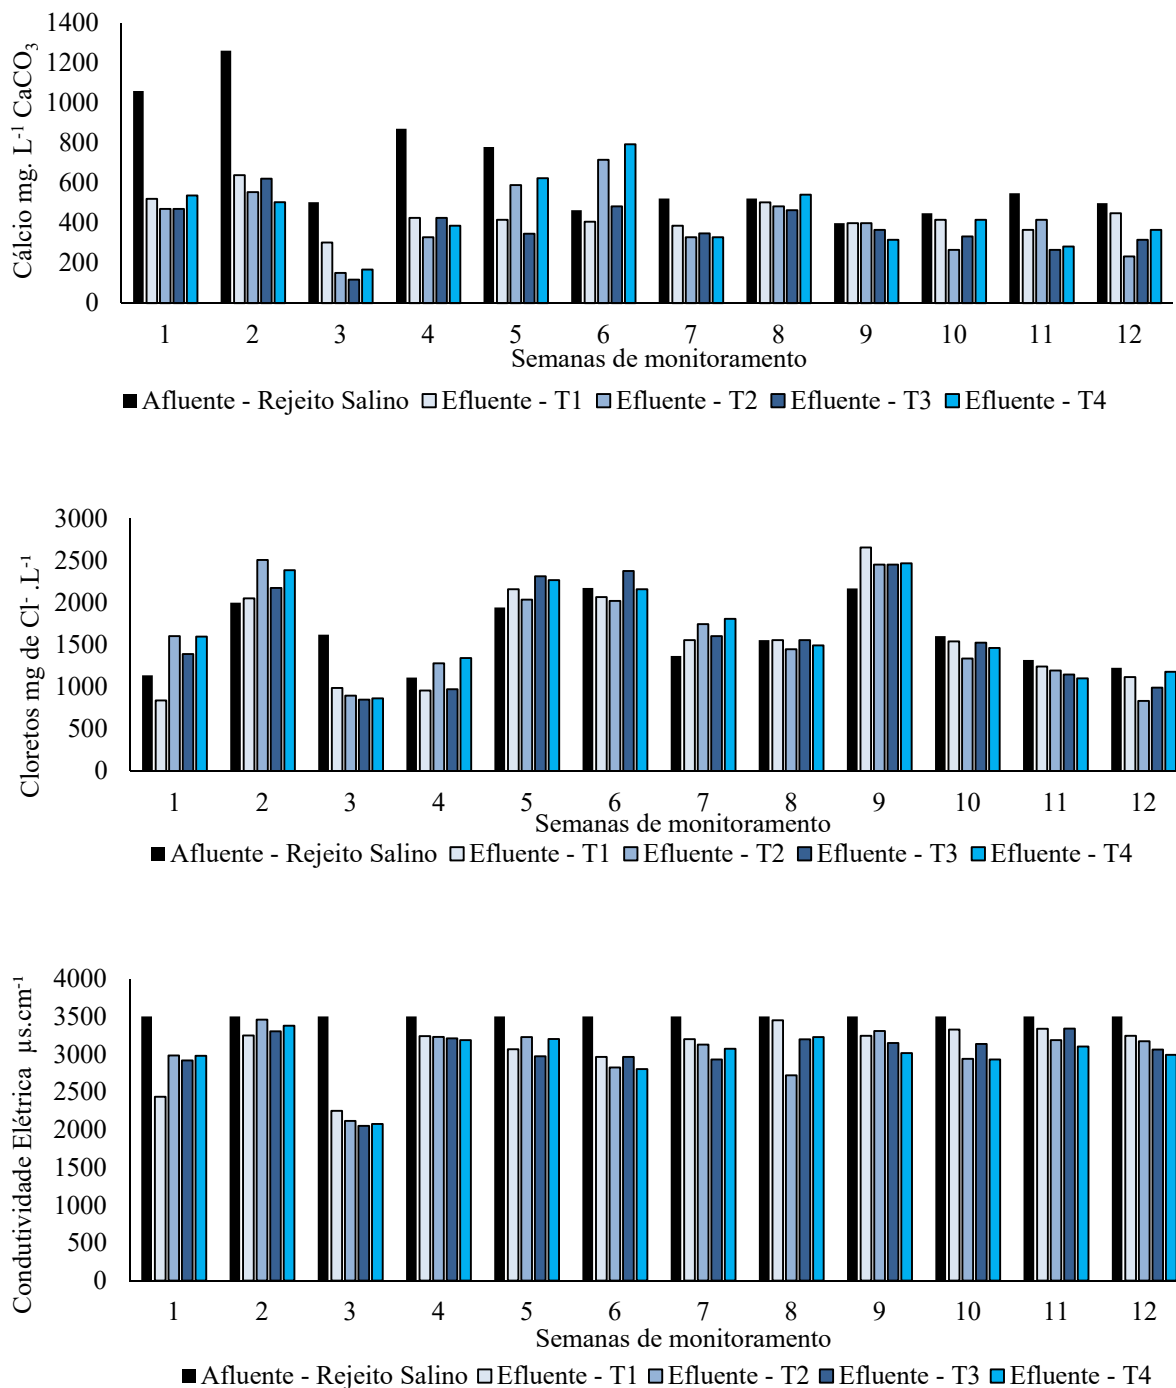 1400
1200
1000
800
600
400
200
0
Cálcio mg. L⁻¹ CaCO₃
1 2 3 4 5 6 7 8 9 10 11 12
Semanas de monitoramento
Afluente - Rejeito Salino Efluente - T1 Efluente - T2 Efluente - T3 Efluente - T4
3000
2500
2000
1500
1000
500
0
Cloretos mg de Cl⁻ .L⁻¹
1 2 3 4 5 6 7 8 9 10 11 12
Semanas de monitoramento
Afluente - Rejeito Salino Efluente - T1 Efluente - T2 Efluente - T3 Efluente - T4
4000
3500
3000
2500
2000
1500
1000
500
0
Condutividade Elétrica µs.cm⁻¹
1 2 3 4 5 6 7 8 9 10 11 12
Semanas de monitoramento
Afluente - Rejeito Salino Efluente - T1 Efluente - T2 Efluente - T3 Efluente - T4